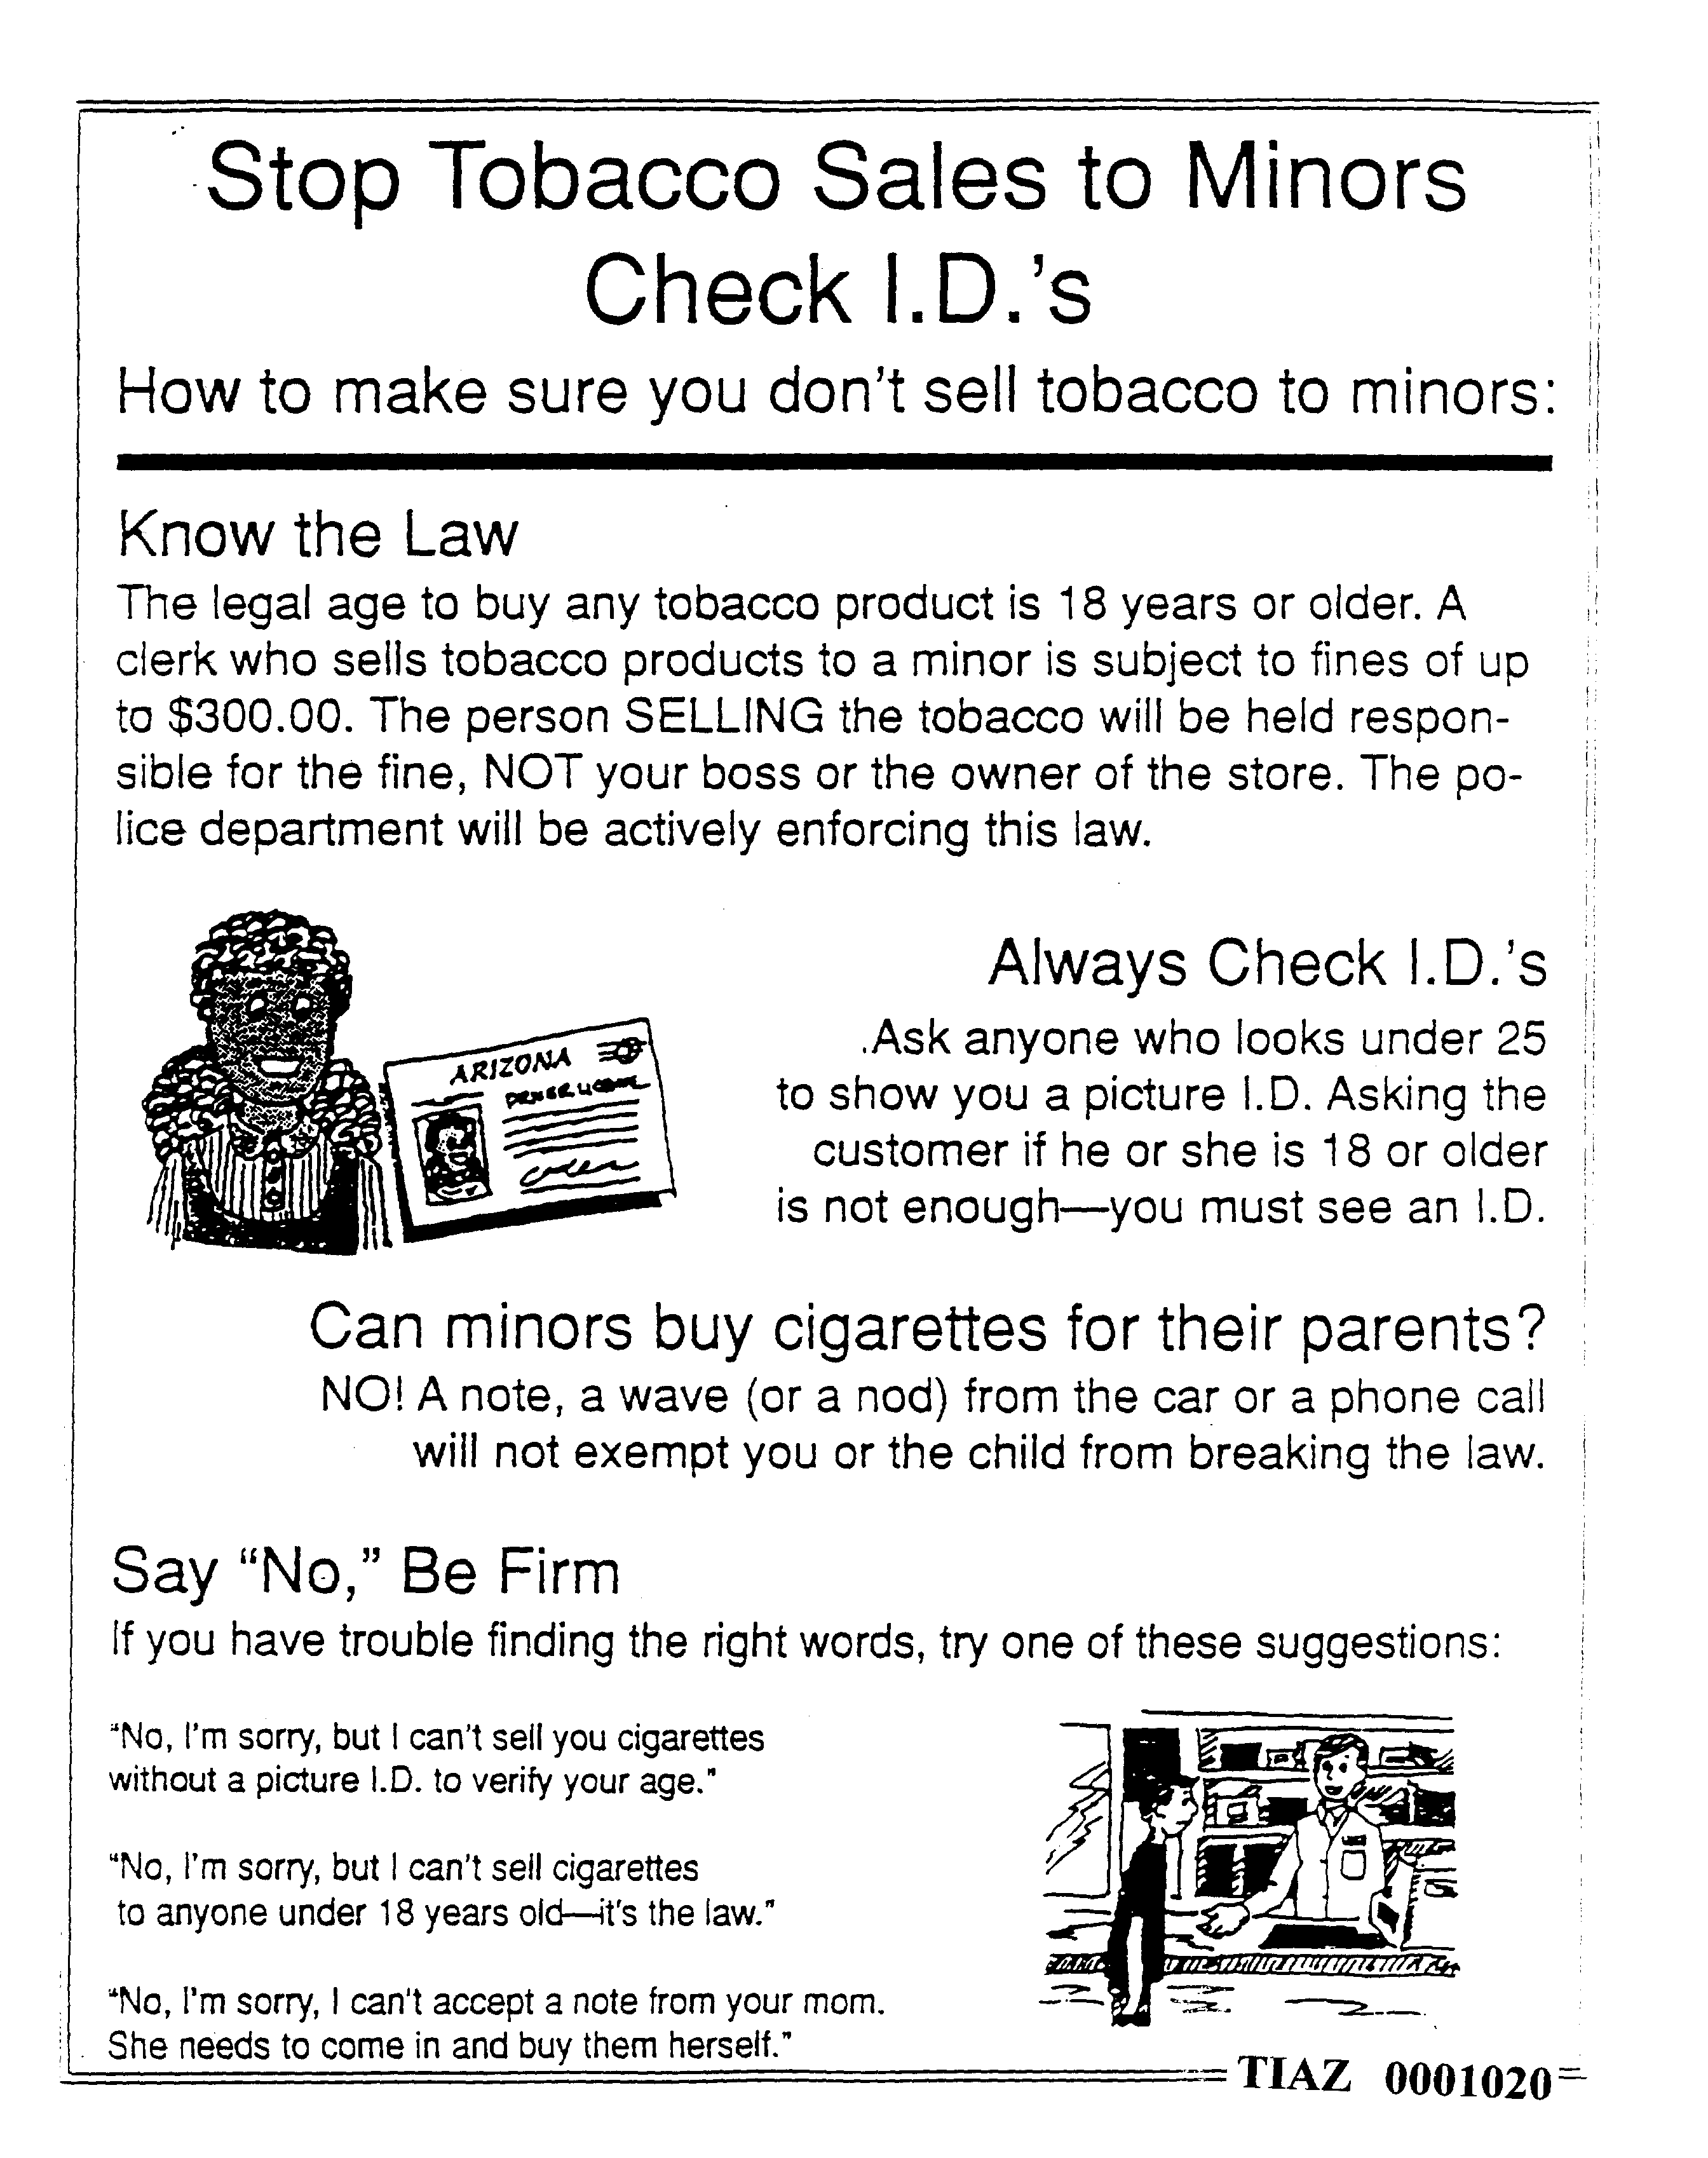 Stop Tobacco Sales to Minors
Check I.D.'s
How to make sure you don't sell tobacco to minors:
Know the Law
The legal age to buy any tobacco product is 18 years or older. A
clerk who sells tobacco products to a minor is subject to fines of up
to $300.00. The person SELLING the tobacco will be held respon-
sible for the fine, NOT your boss or the owner of the store. The po-
lice department will be actively enforcing this law.
ARIZONA
DRIVER LICENSE
Always Check I.D.'s
Ask anyone who looks under 25
to show you a picture I.D. Asking the
customer if he or she is 18 or older
is not enough—you must see an I.D.
Can minors buy cigarettes for their parents?
NO! A note, a wave (or a nod) from the car or a phone call
will not exempt you or the child from breaking the law.
Say “No,” Be Firm
If you have trouble finding the right words, try one of these suggestions:
“No, I'm sorry, but I can't sell you cigarettes
without a picture I.D. to verify your age.”
“No, I'm sorry, but I can't sell cigarettes
to anyone under 18 years old—it's the law.”
“No, I'm sorry, I can't accept a note from your mom.
She needs to come in and buy them herself.”
TIAZ 0001020